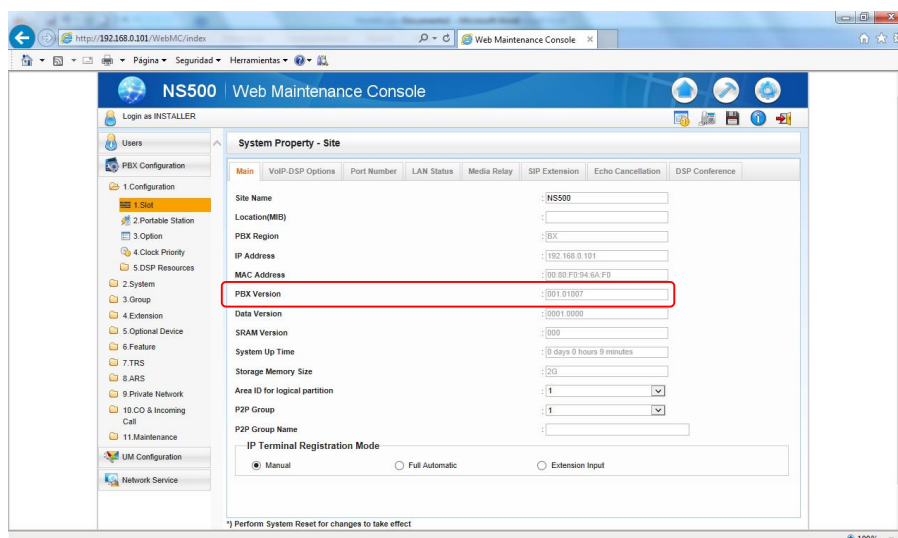 http://192.168.0.101/WebMC/index
Web Maintenance Console
Página Seguridad Herramientas
NS500 Web Maintenance Console
Login as INSTALLER
Users
PBX Configuration
1.Configuration
1.Slot
2.Portable Station
3.Option
4.Clock Priority
5.DSP Resources
2.System
3.Group
4.Extension
5.Optional Device
6.Feature
7.TRS
8.ARS
9.Private Network
10.CO & Incoming
Call
11.Maintenance
UM Configuration
Network Service
System Property - Site
Main VoIP-DSP Options Port Number LAN Status Media Relay SIP Extension Echo Cancellation DSP Conference
Site Name : NS500
Location(MIB) :
PBX Region : BX
IP Address : 192.168.0.101
MAC Address : 00:80:F0:94:6A:F0
PBX Version : 001.01007
Data Version : 0001.0000
SRAM Version : 000
System Up Time : 0 days 0 hours 9 minutes
Storage Memory Size : 2G
Area ID for logical partition : 1
P2P Group : 1
P2P Group Name :
IP Terminal Registration Mode
Manual Full Automatic Extension Input
*) Perform System Reset for changes to take effect